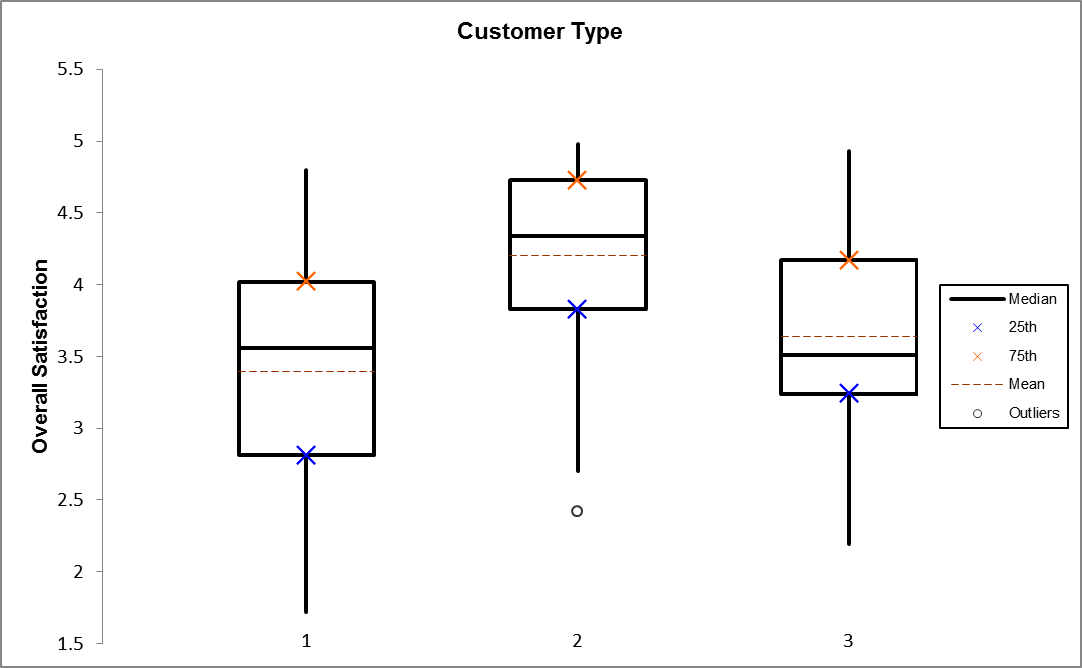 Customer Type
5.5
5
4.5
4
3.5
3
2.5
2
1.5
Overall Satisfaction
1 2 3
Median
25th
75th
Mean
Outliers